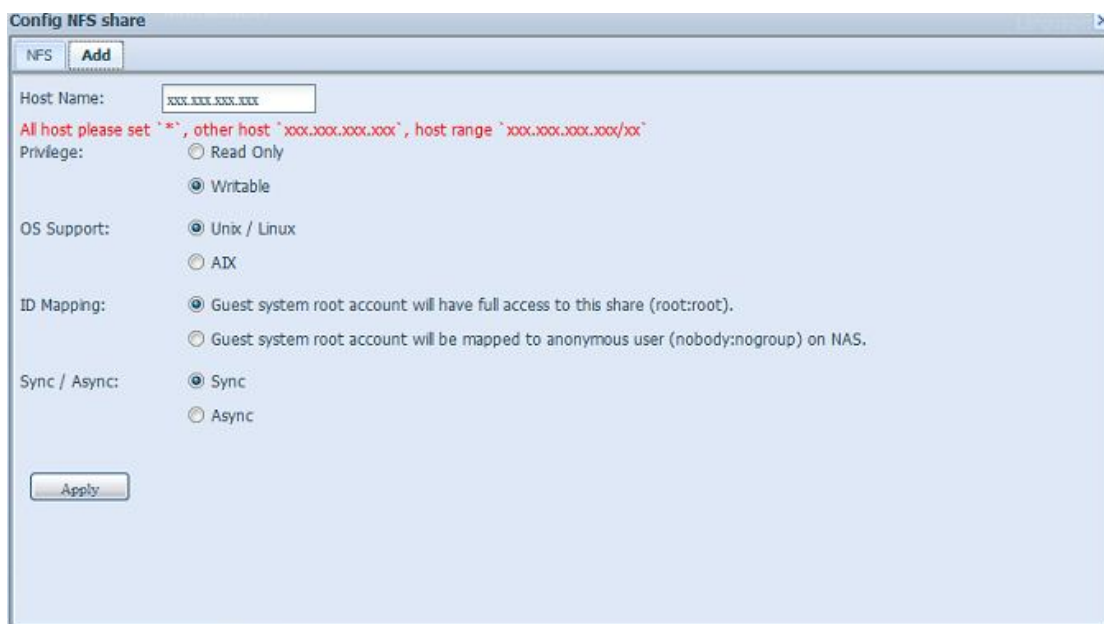 Config NFS share
NFS Add
Host Name: xxx.xxx.xxx.xxx
All host please set `*`, other host `xxx.xxx.xxx.xxx`, host range `xxx.xxx.xxx.xxx/xx`
Privilege: Read Only
Writable
OS Support: Unix / Linux
AIX
ID Mapping: Guest system root account will have full access to this share (root:root).
Guest system root account will be mapped to anonymous user (nobody:nogroup) on NAS.
Sync / Async: Sync
Async
Apply